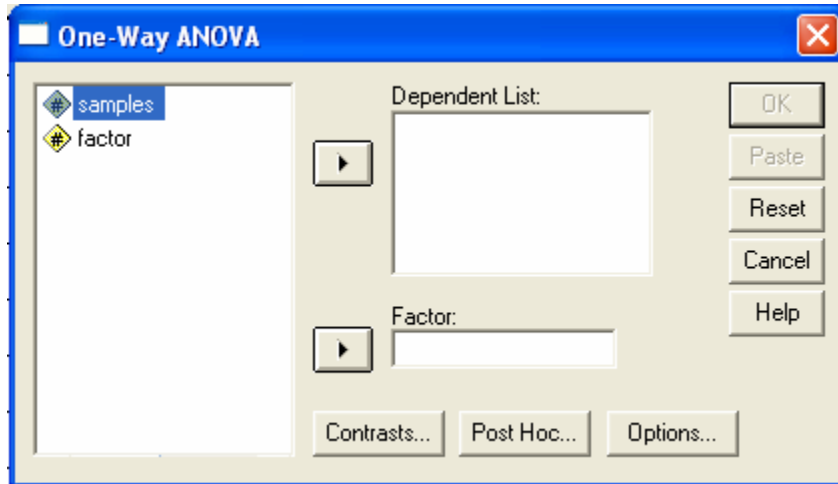 One-Way ANOVA
# samples
# factor
Dependent List:
Factor:
OK
Paste
Reset
Cancel
Help
Contrasts...
Post Hoc...
Options...